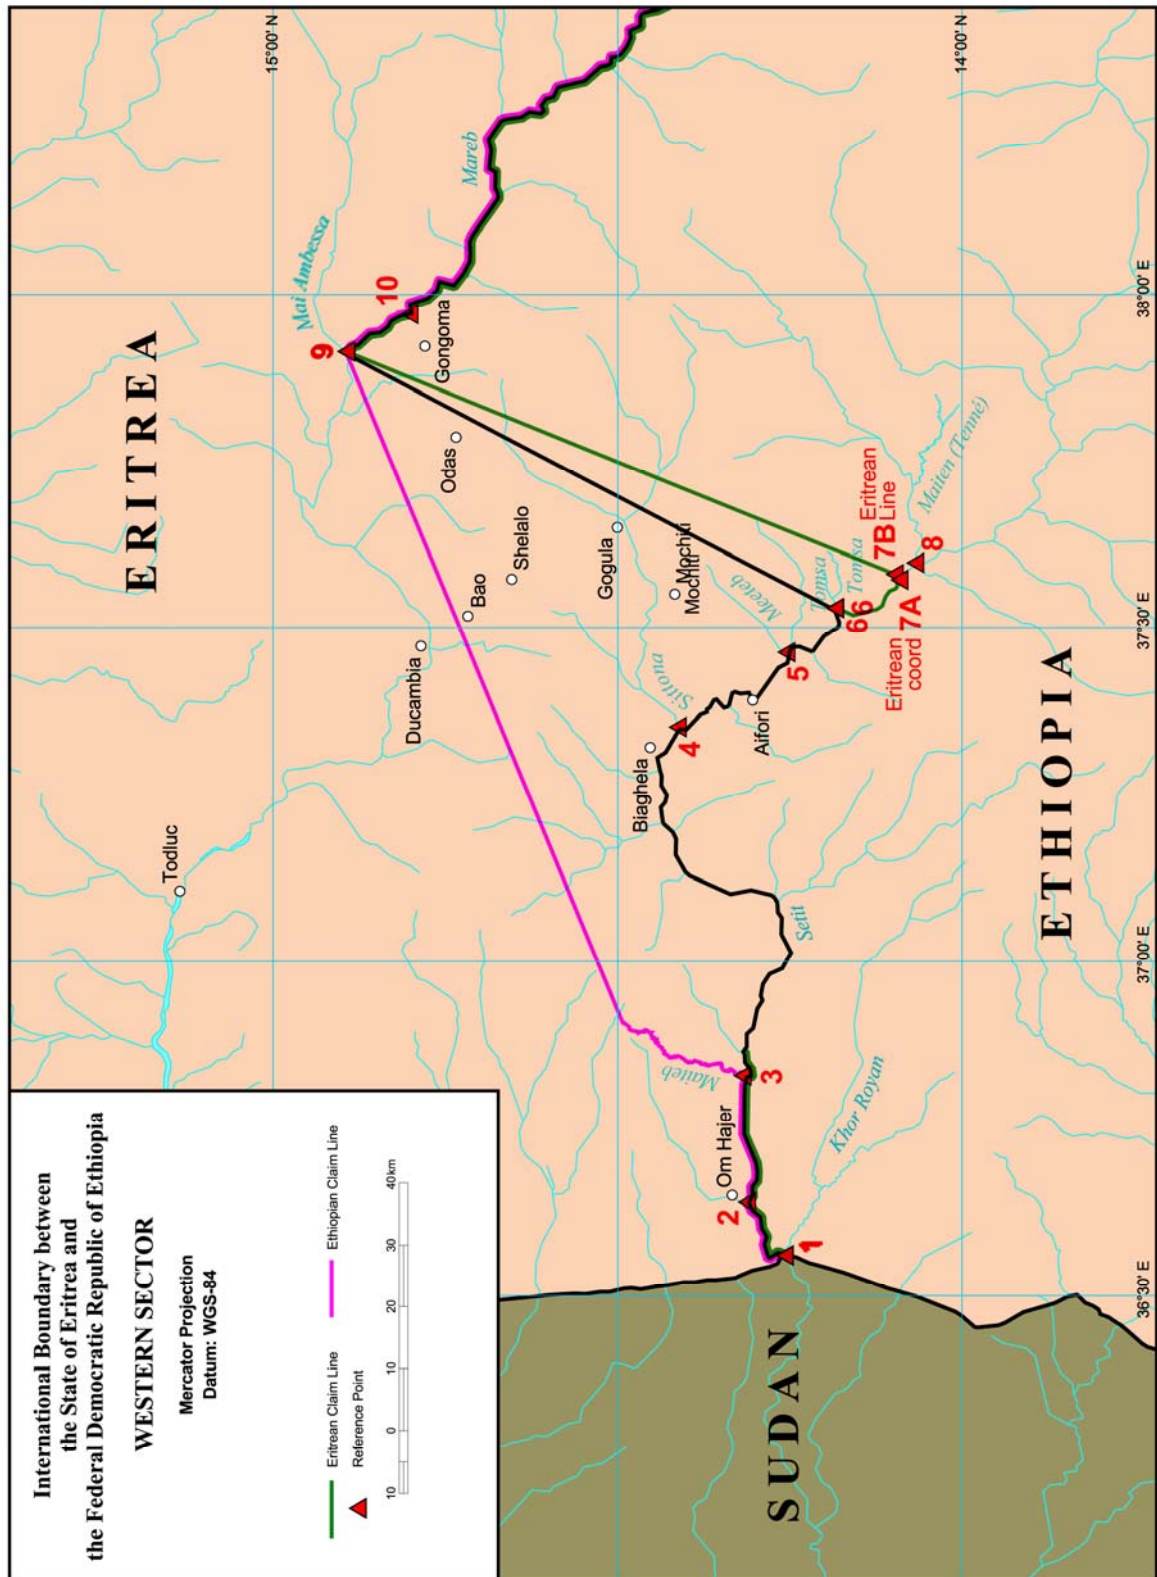 International Boundary between
the State of Eritrea and
the Federal Democratic Republic of Ethiopia
WESTERN SECTOR
Mercator Projection
Datum: WGS-84
Eritrean Claim Line
Ethiopian Claim Line
Reference Point
10
0
10
20
30
40km
ERITREA
15°00' N
Todluc
Mai Ambessa
9
10
Gongoma
Mareb
Ducambia
Bao
Odas
Shelalo
Gogula
Mochiti
Mochiti
Biaghela
Sittona
4
Aifori
Meeteb
5
Tomsa
Tomsa
6
6
Eritrean
Line
7B
7A
Eritrean
coord
8
Maiten (Tenné)
Maiteb
Om Hajer
2
3
1
Setit
Khor Royan
SUDAN
ETHIOPIA
14°00' N
36°30' E
37°00' E
37°30' E
38°00' E